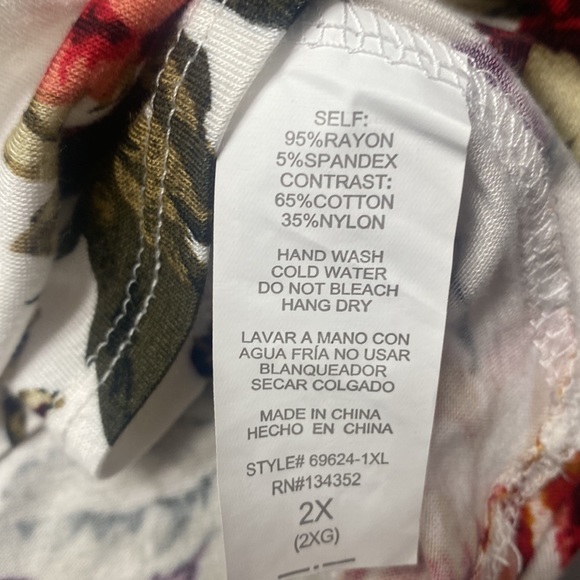 SELF:
95%RAYON
5%SPANDEX
CONTRAST:
65%COTTON
35%NYLON
HAND WASH
COLD WATER
DO NOT BLEACH
HANG DRY
LAVAR A MANO CON
AGUA FRÍA NO USAR
BLANQUEADOR
SECAR COLGADO
MADE IN CHINA
HECHO EN CHINA
STYLE# 69624-1XL
RN#134352
2X
(2XG)